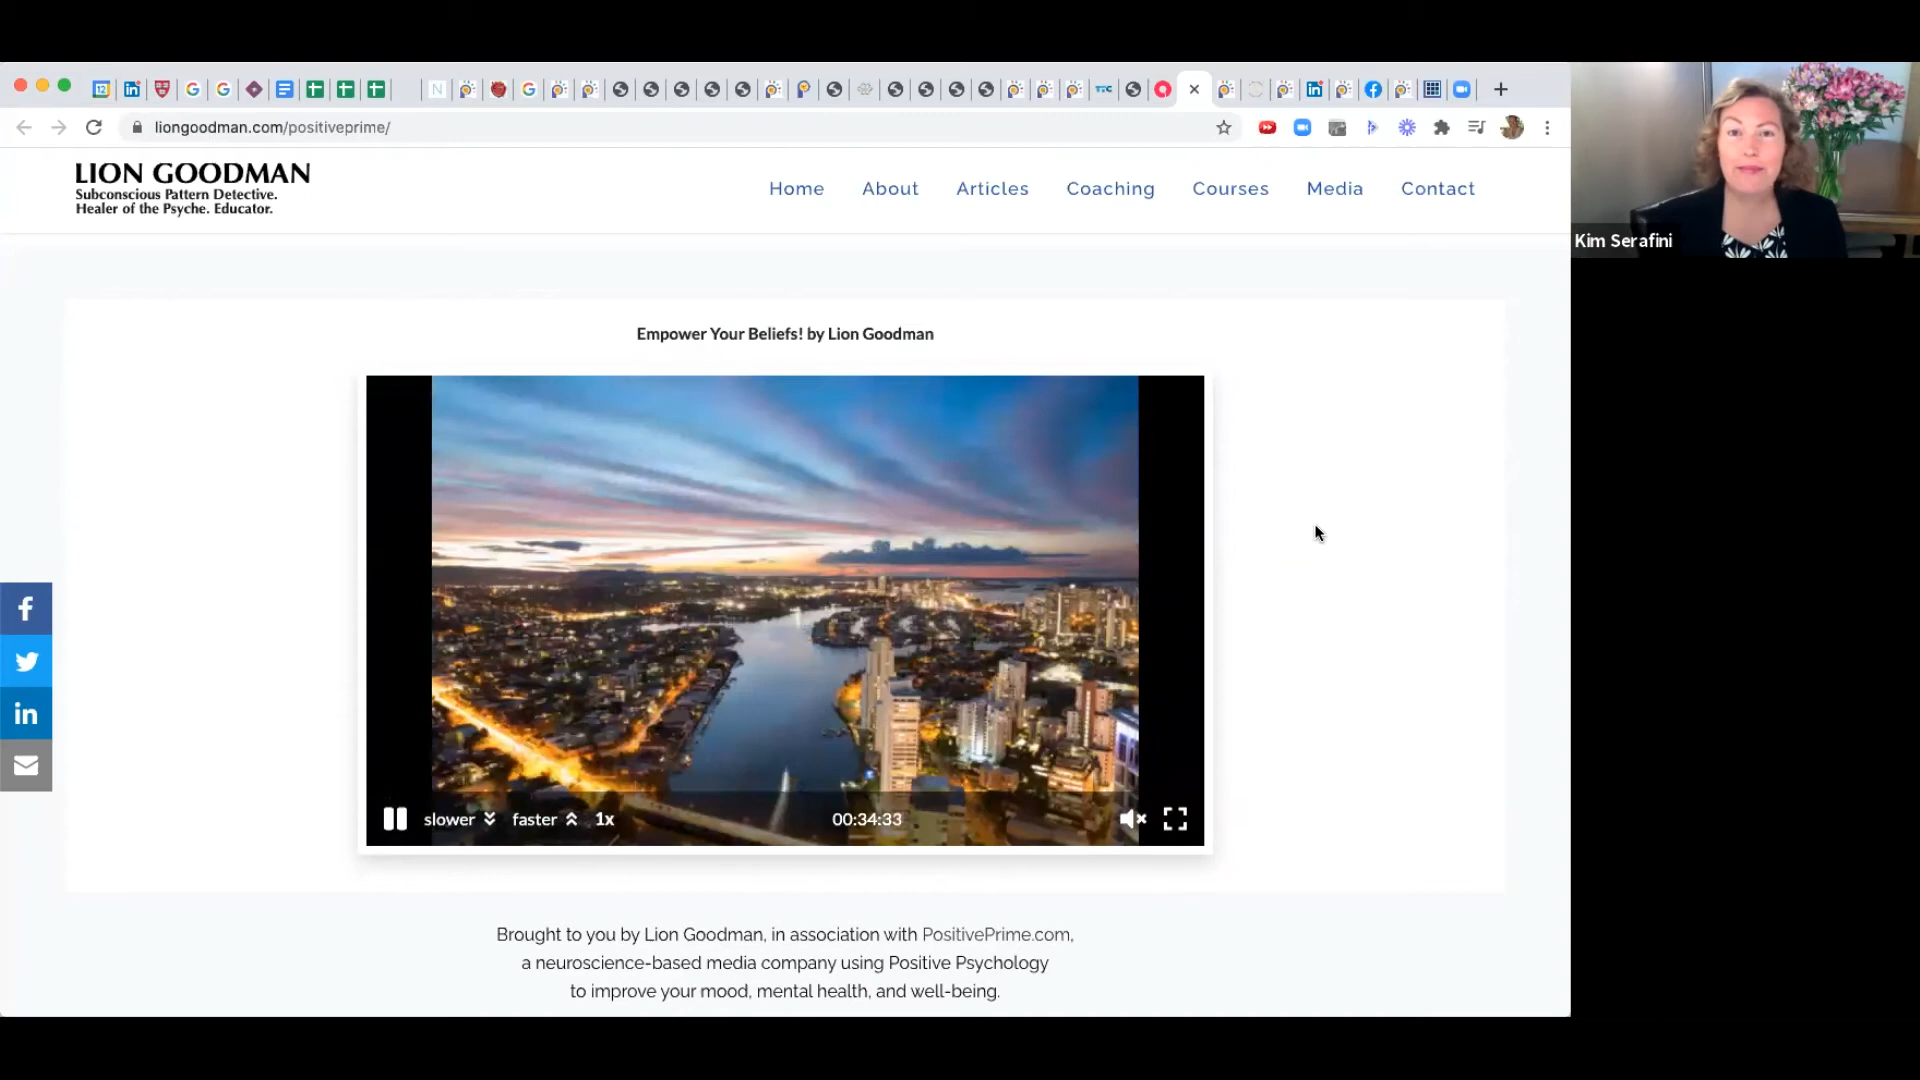 12
TFC
liongoodman.com/positiveprime/
LION GOODMAN
Subconscious Pattern Detective.
Healer of the Psyche. Educator.
Home About Articles Coaching Courses Media Contact
Kim Serafini
Empower Your Beliefs! by Lion Goodman
slower faster 1x 00:34:33
Brought to you by Lion Goodman, in association with PositivePrime.com,
a neuroscience-based media company using Positive Psychology
to improve your mood, mental health, and well-being.